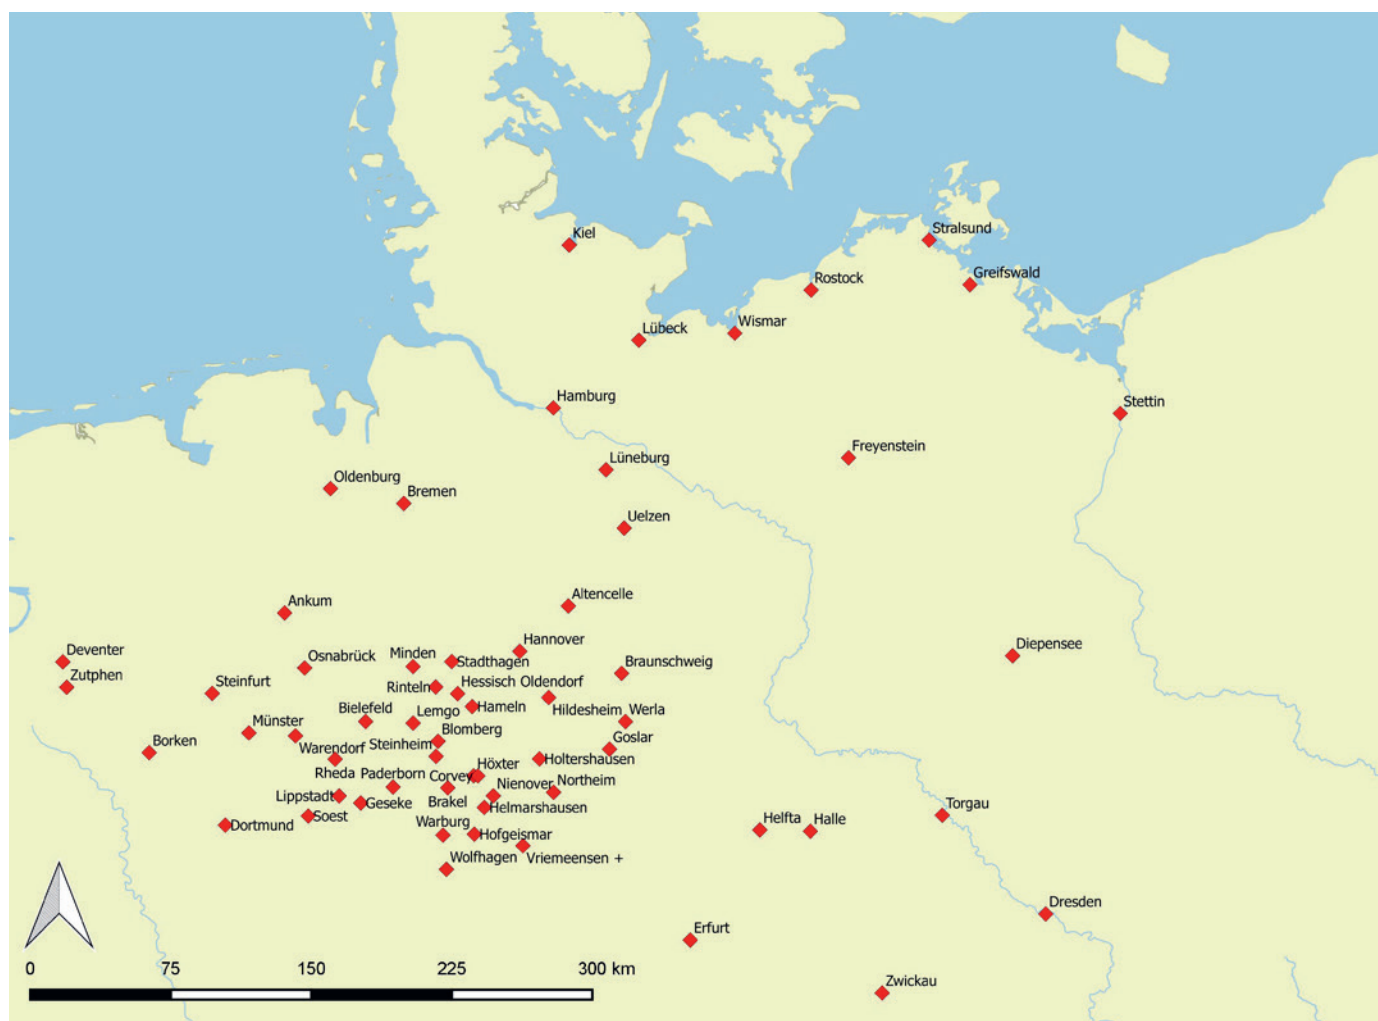 Kiel
Stralsund
Greifswald
Rostock
Wismar
Lübeck
Hamburg
Stettin
Freyenstein
Lüneburg
Oldenburg
Bremen
Uelzen
Ankum
Altencelle
Hannover
Deventer
Osnabrück
Minden
Stadthagen
Braunschweig
Diepensee
Zutphen
Steinfurt
Rinteln
Hessisch Oldendorf
Bielefeld
Lemgo
Hameln
Hildesheim
Werla
Münster
Blomberg
Borken
Warendorf
Steinheim
Goslar
Holtershausen
Rheda
Paderborn
Corvey
Höxter
Nienover
Northeim
Lippstadt
Geseke
Brakel
Helmarshausen
Soest
Dortmund
Warburg
Hofgeismar
Helfta
Halle
Torgau
Wolfhagen
Vriemeensen +
Dresden
Erfurt
Zwickau
0 75 150 225 300 km